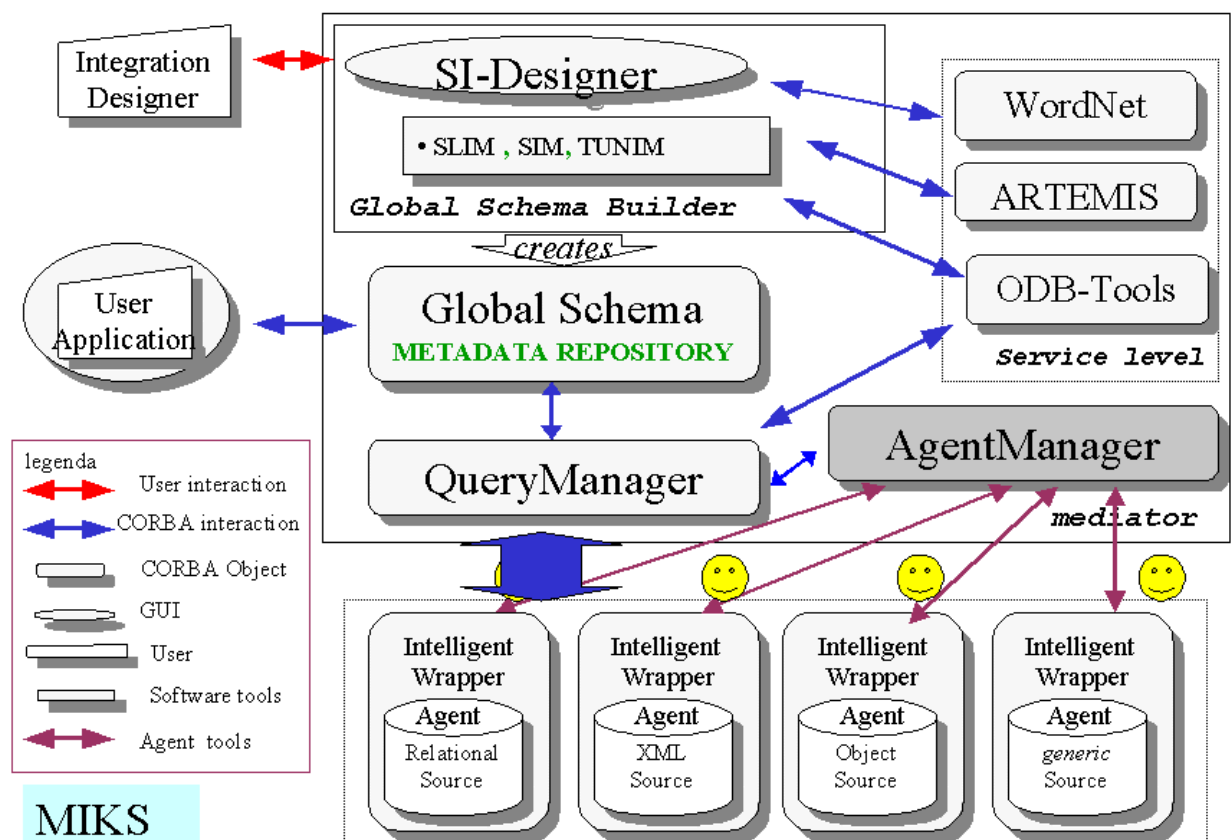 Integration
Designer
SI-Designer
• SLIM , SIM, TUNIM
Global Schema Builder
creates
WordNet
ARTEMIS
ODB-Tools
Service level
User
Application
Global Schema
METADATA REPOSITORY
QueryManager
AgentManager
mediator
legenda
User interaction
CORBA interaction
CORBA Object
GUI
User
Software tools
Agent tools
Intelligent
Wrapper
Agent
Relational
Source
Intelligent
Wrapper
Agent
XML
Source
Intelligent
Wrapper
Agent
Object
Source
Intelligent
Wrapper
Agent
generic
Source
MIKS